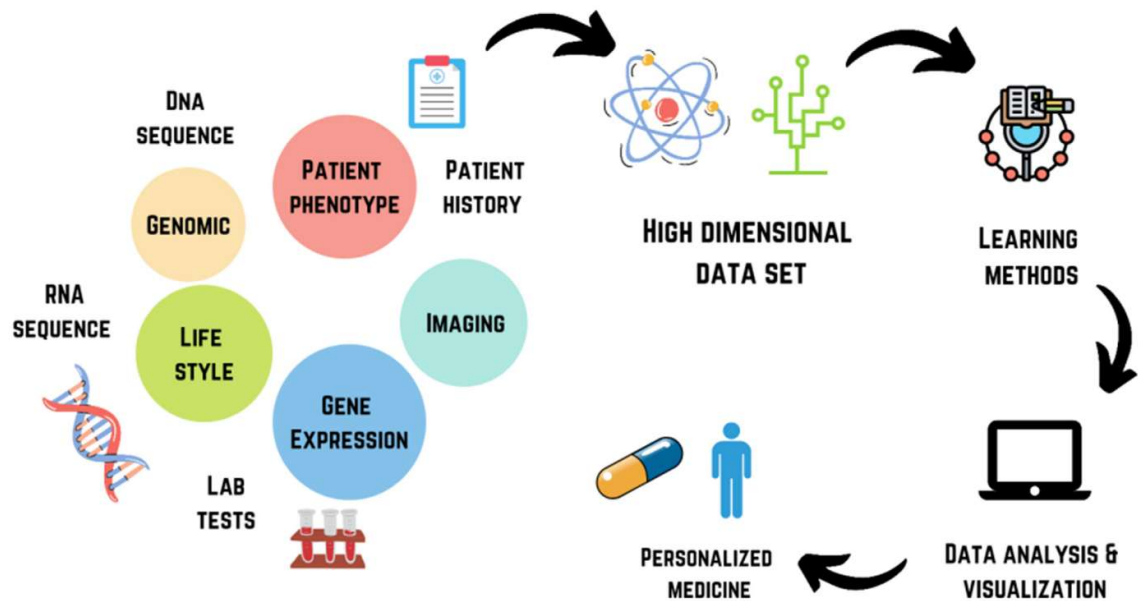 DNA
SEQUENCE
PATIENT
PHENOTYPE
PATIENT
HISTORY
GENOMIC
RNA
SEQUENCE
LIFE
STYLE
IMAGING
GENE
EXPRESSION
LAB
TESTS
HIGH DIMENSIONAL
DATA SET
LEARNING
METHODS
DATA ANALYSIS &
VISUALIZATION
PERSONALIZED
MEDICINE